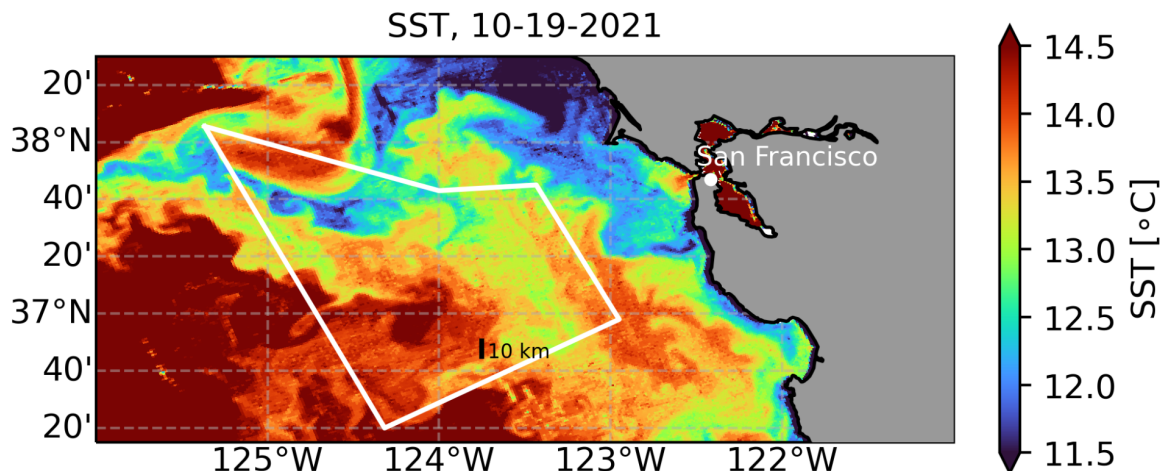 SST, 10-19-2021
20'
38°N
40'
20'
37°N
40'
20'
125°W
124°W
123°W
122°W
San Francisco
10 km
14.5
14.0
13.5
13.0
12.5
12.0
11.5
SST [∘C]